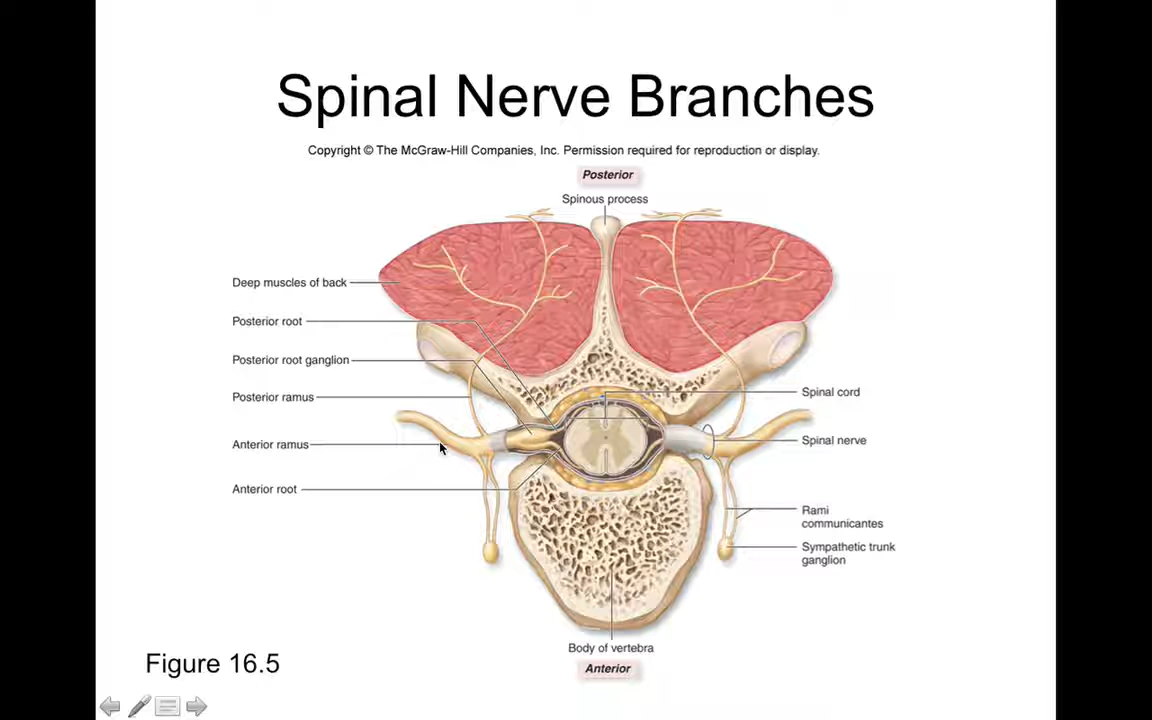 Spinal Nerve Branches
Copyright © The McGraw-Hill Companies, Inc. Permission required for reproduction or display.
Posterior
Spinous process
Deep muscles of back
Posterior root
Posterior root ganglion
Posterior ramus
Anterior ramus
Anterior root
Spinal cord
Spinal nerve
Rami
communicantes
Sympathetic trunk
ganglion
Body of vertebra
Anterior
Figure 16.5